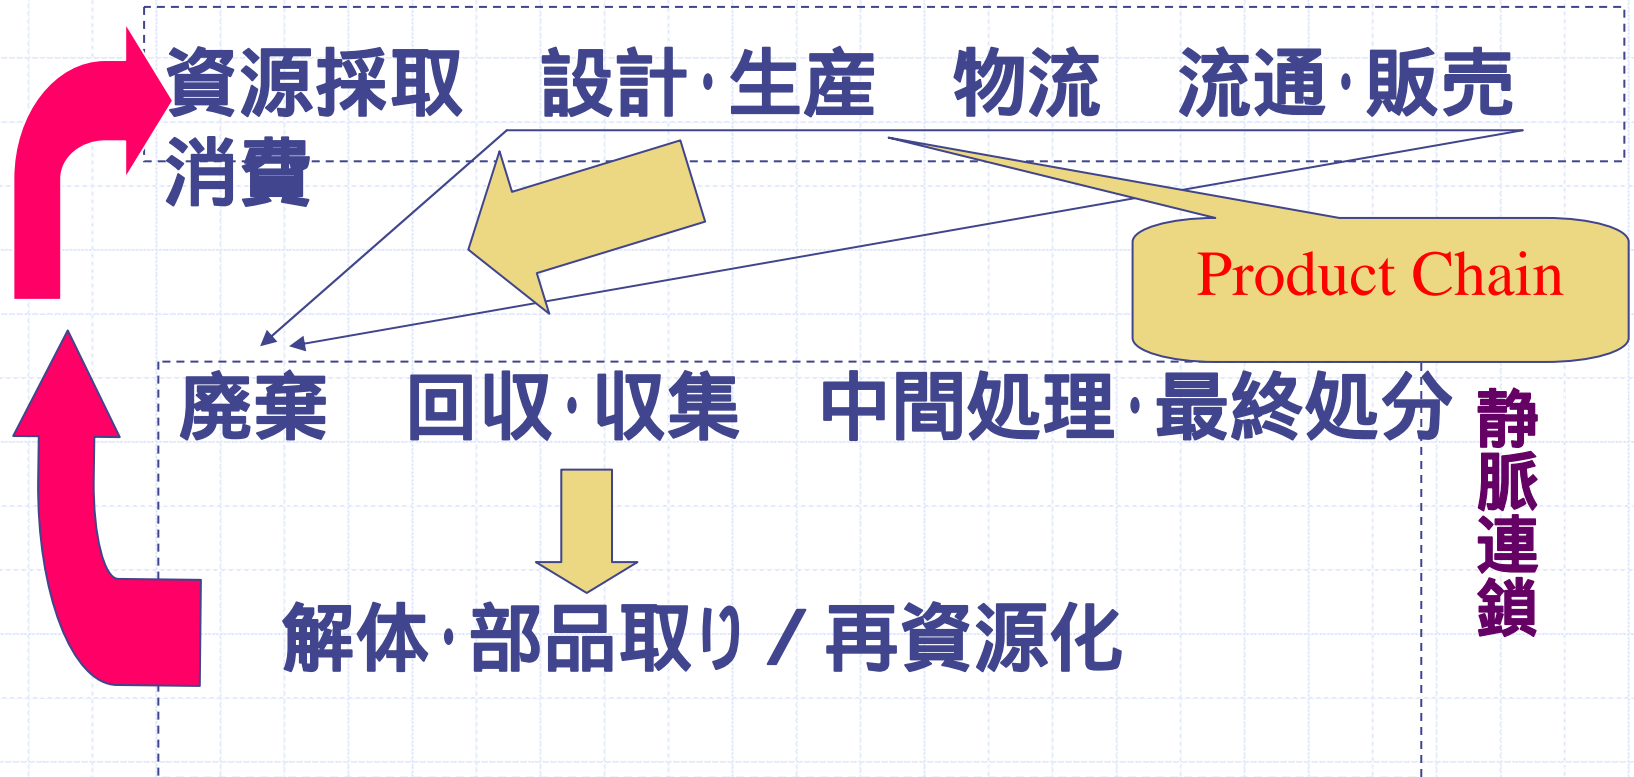 資源採取　設計・生産　物流　流通・販売
消費
Product Chain
廃棄　回収・収集　中間処理・最終処分
静脈連鎖
解体・部品取り／再資源化